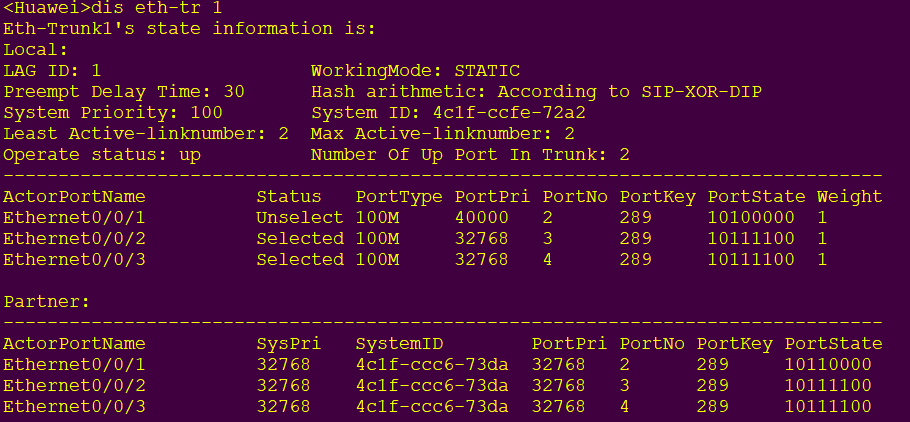 <Huawei>dis eth-tr 1
Eth-Trunk1's state information is:
Local:
LAG ID: 1                   WorkingMode: STATIC
Preempt Delay Time: 30      Hash arithmetic: According to SIP-XOR-DIP
System Priority: 100        System ID: 4c1f-ccfe-72a2
Least Active-linknumber: 2  Max Active-linknumber: 2
Operate status: up          Number Of Up Port In Trunk: 2
--------------------------------------------------------------------------------
ActorPortName          Status   PortType PortPri PortNo PortKey PortState Weight
Ethernet0/0/1          Unselect 100M     40000   2      289     10100000  1
Ethernet0/0/2          Selected 100M     32768   3      289     10111100  1
Ethernet0/0/3          Selected 100M     32768   4      289     10111100  1

Partner:
--------------------------------------------------------------------------------
ActorPortName          SysPri   SystemID        PortPri PortNo PortKey PortState
Ethernet0/0/1          32768    4c1f-ccc6-73da  32768   2      289     10110000
Ethernet0/0/2          32768    4c1f-ccc6-73da  32768   3      289     10111100
Ethernet0/0/3          32768    4c1f-ccc6-73da  32768   4      289     10111100